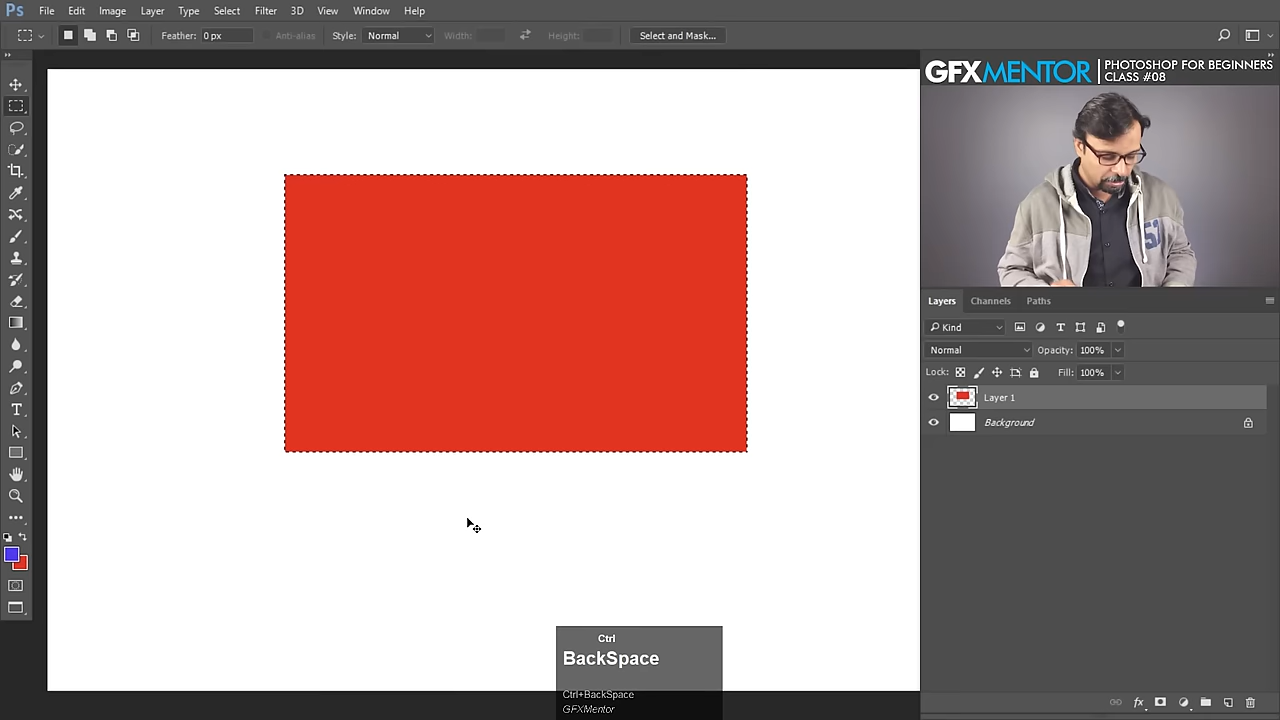 Ps File Edit Image Layer Type Select Filter 3D View Window Help
Feather: 0 px Anti-alias Style: Normal Width: Height: Select and Mask...
GFXMENTOR PHOTOSHOP FOR BEGINNERS
CLASS #08
Layers Channels Paths
Kind
Normal Opacity: 100%
Lock: Fill: 100%
Layer 1
Background
Ctrl
BackSpace
Ctrl+BackSpace
GFXMentor